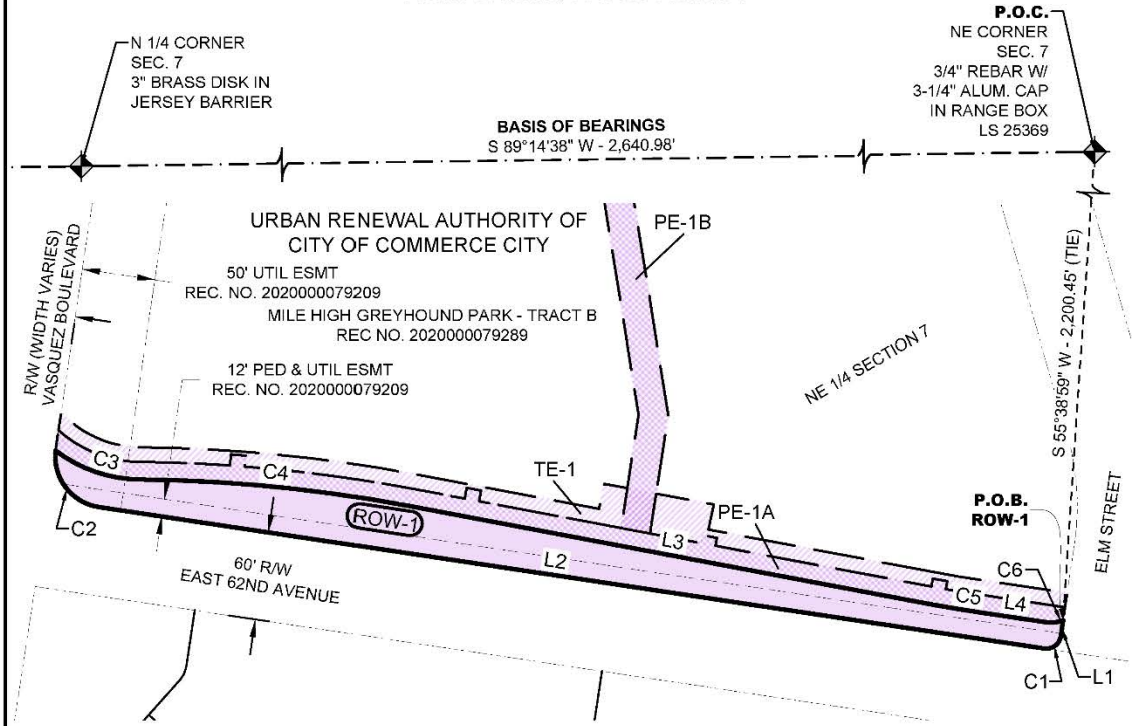 P.O.C.
NE CORNER
SEC. 7
3/4" REBAR W/
3-1/4" ALUM. CAP
IN RANGE BOX
LS 25369
N 1/4 CORNER
SEC. 7
3" BRASS DISK IN
JERSEY BARRIER
BASIS OF BEARINGS
S 89°14'38" W - 2,640.98'
URBAN RENEWAL AUTHORITY OF
CITY OF COMMERCE CITY
PE-1B
50' UTIL ESMT
REC. NO. 2020000079209
MILE HIGH GREYHOUND PARK - TRACT B
REC NO. 2020000079289
12' PED & UTIL ESMT
REC. NO. 2020000079209
R/W (WIDTH VARIES)
VASQUEZ BOULEVARD
NE 1/4 SECTION 7
S 55°38'59" W - 2,200.45' (TIE)
ELM STREET
P.O.B.
ROW-1
C3
C4
TE-1
PE-1A
C2
ROW-1
L2
L3
C5
L4
C6
60' R/W
EAST 62ND AVENUE
C1
L1